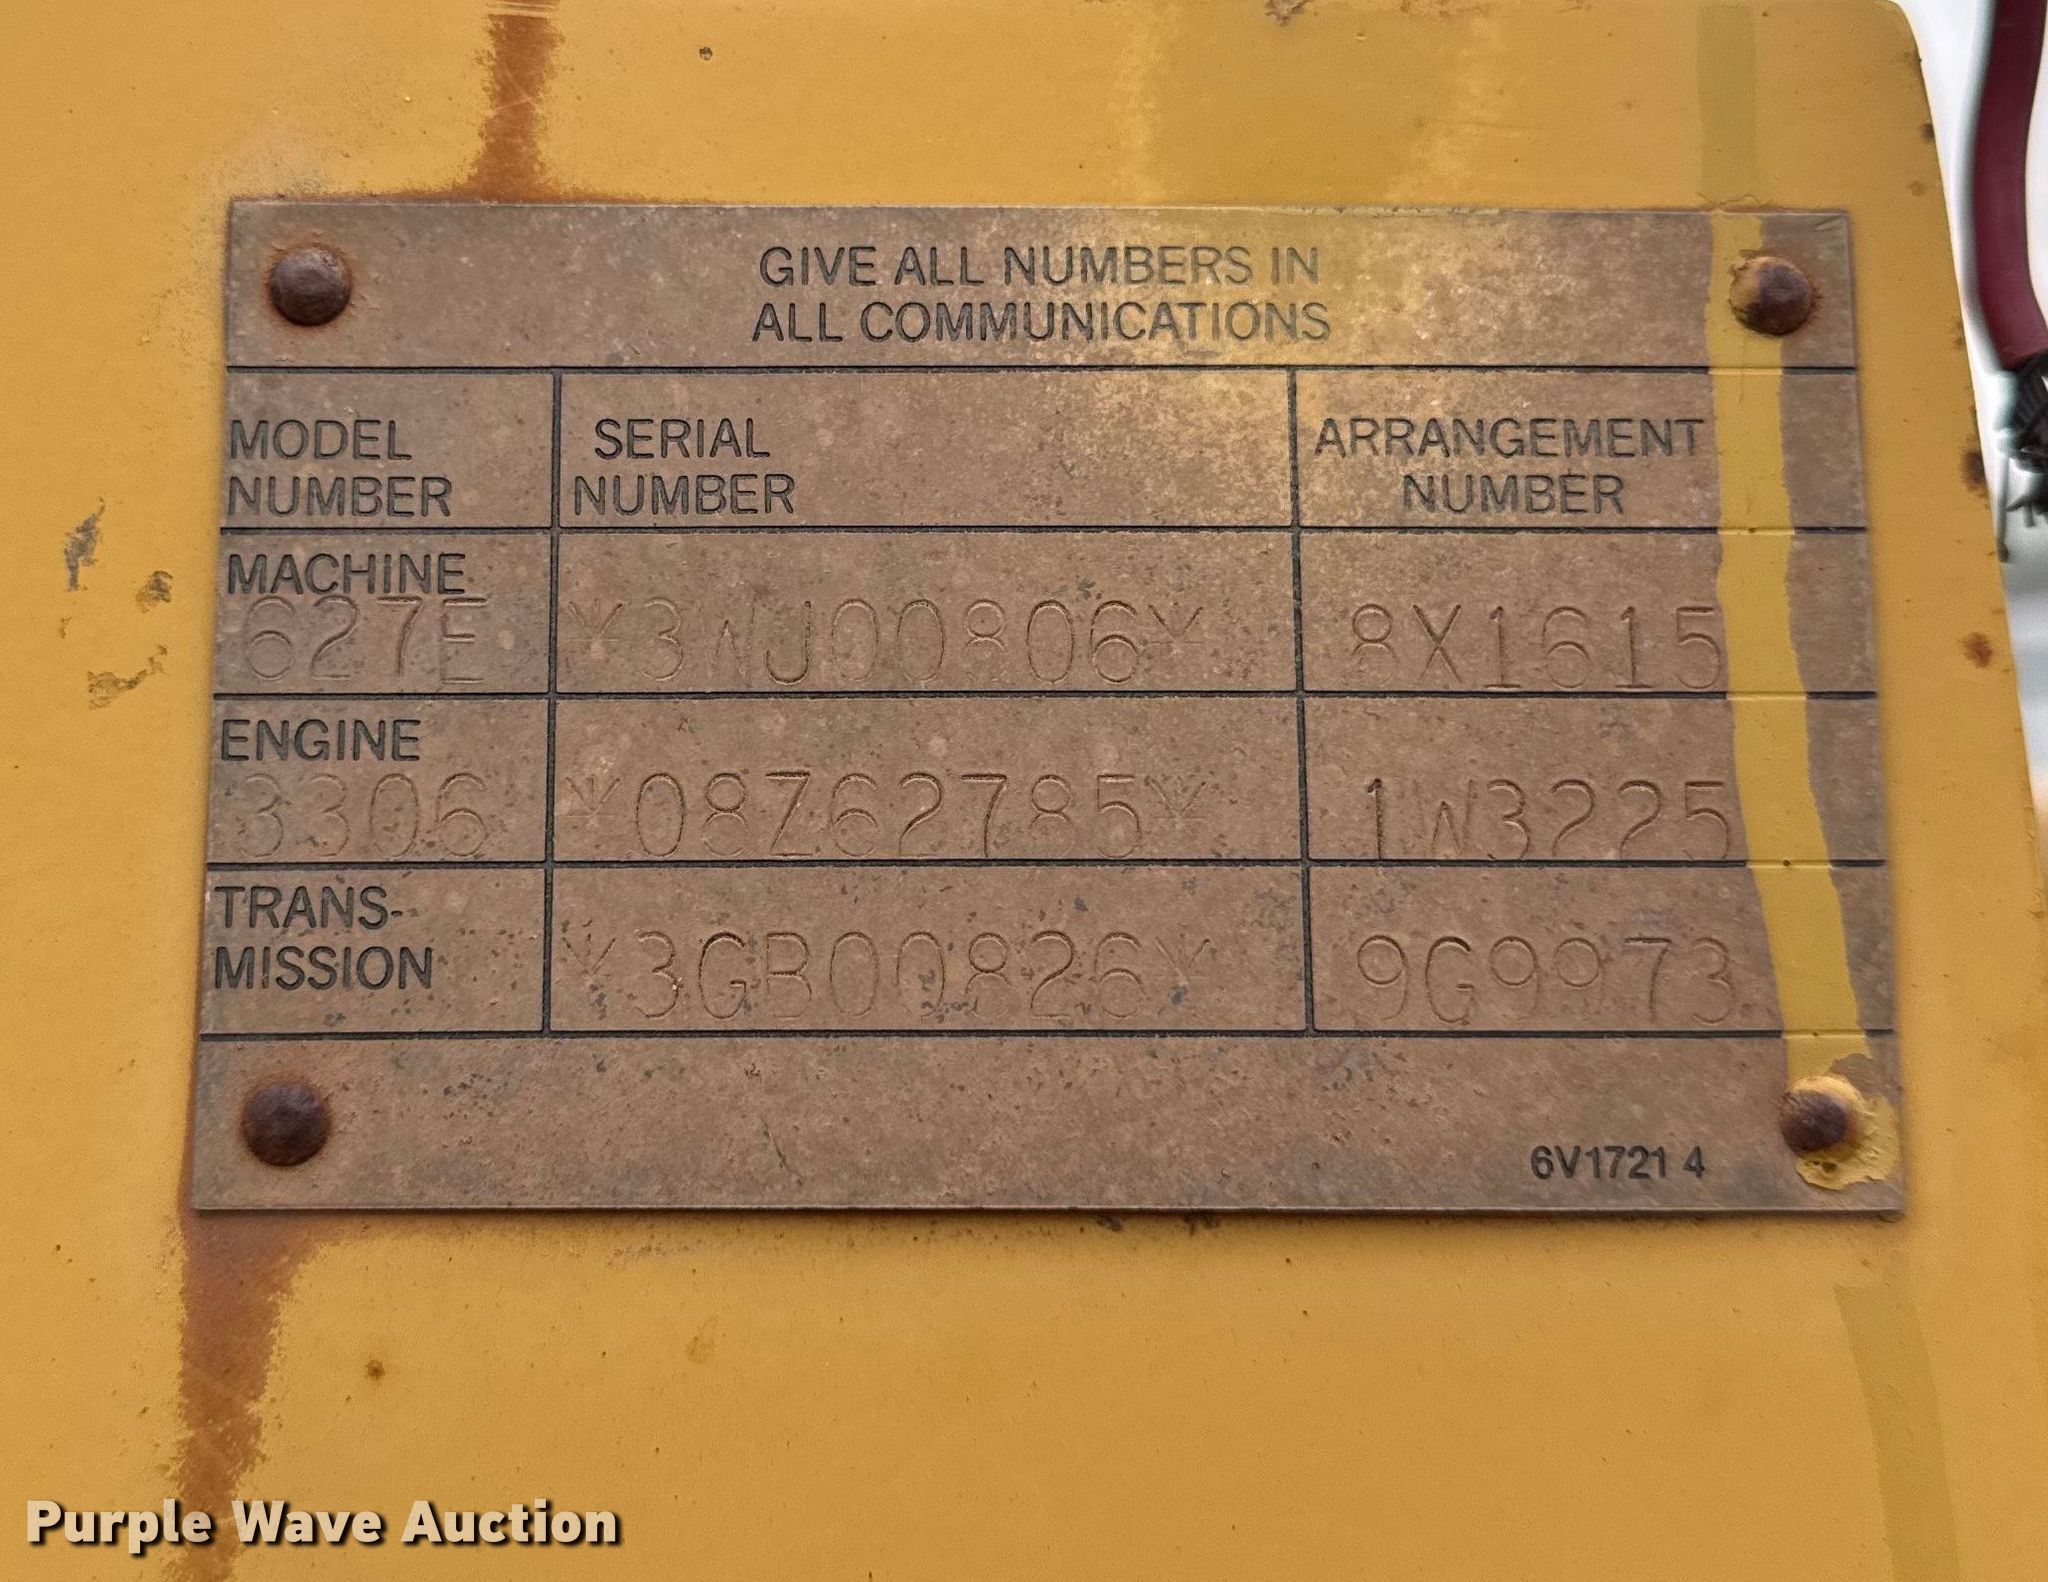 GIVE ALL NUMBERS IN
ALL COMMUNICATIONS
MODEL
NUMBER
SERIAL
NUMBER
ARRANGEMENT
NUMBER
MACHINE
627E *3WJ00806* 8X1615
ENGINE
3306 *08Z62785* 1W3225
TRANS-
MISSION
*3GB00826* 9G9973
6V1721 4
Purple Wave Auction